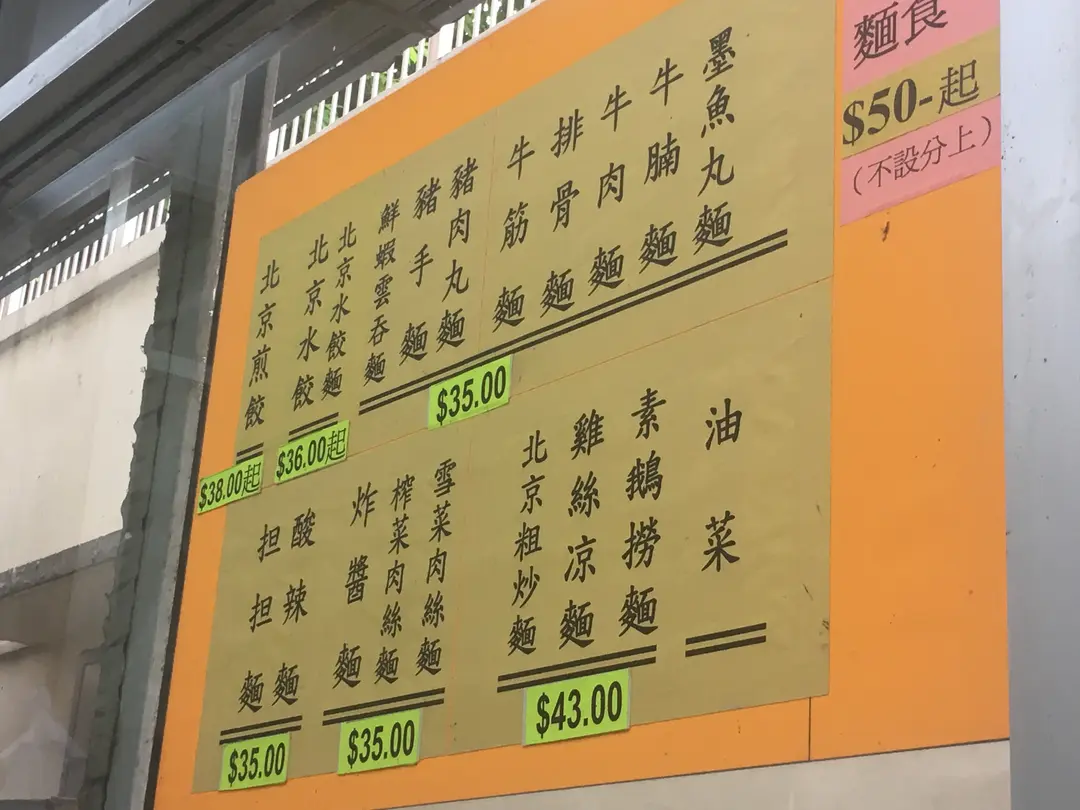 麵食
$50-起
(不設分上)
墨魚丸麵
牛腩麵
牛肉麵
排骨麵
牛筋麵
豬肉丸麵
豬手麵
鮮蝦雲吞麵
$35.00
北京水餃麵
北京水餃
$36.00起
北京煎餃
$38.00起
油菜
素鵝撈麵
雞絲凉麵
北京粗炒麵
$43.00
雪菜肉絲麵
榨菜肉絲麵
炸醬麵
$35.00
酸辣麵
担担麵
$35.00